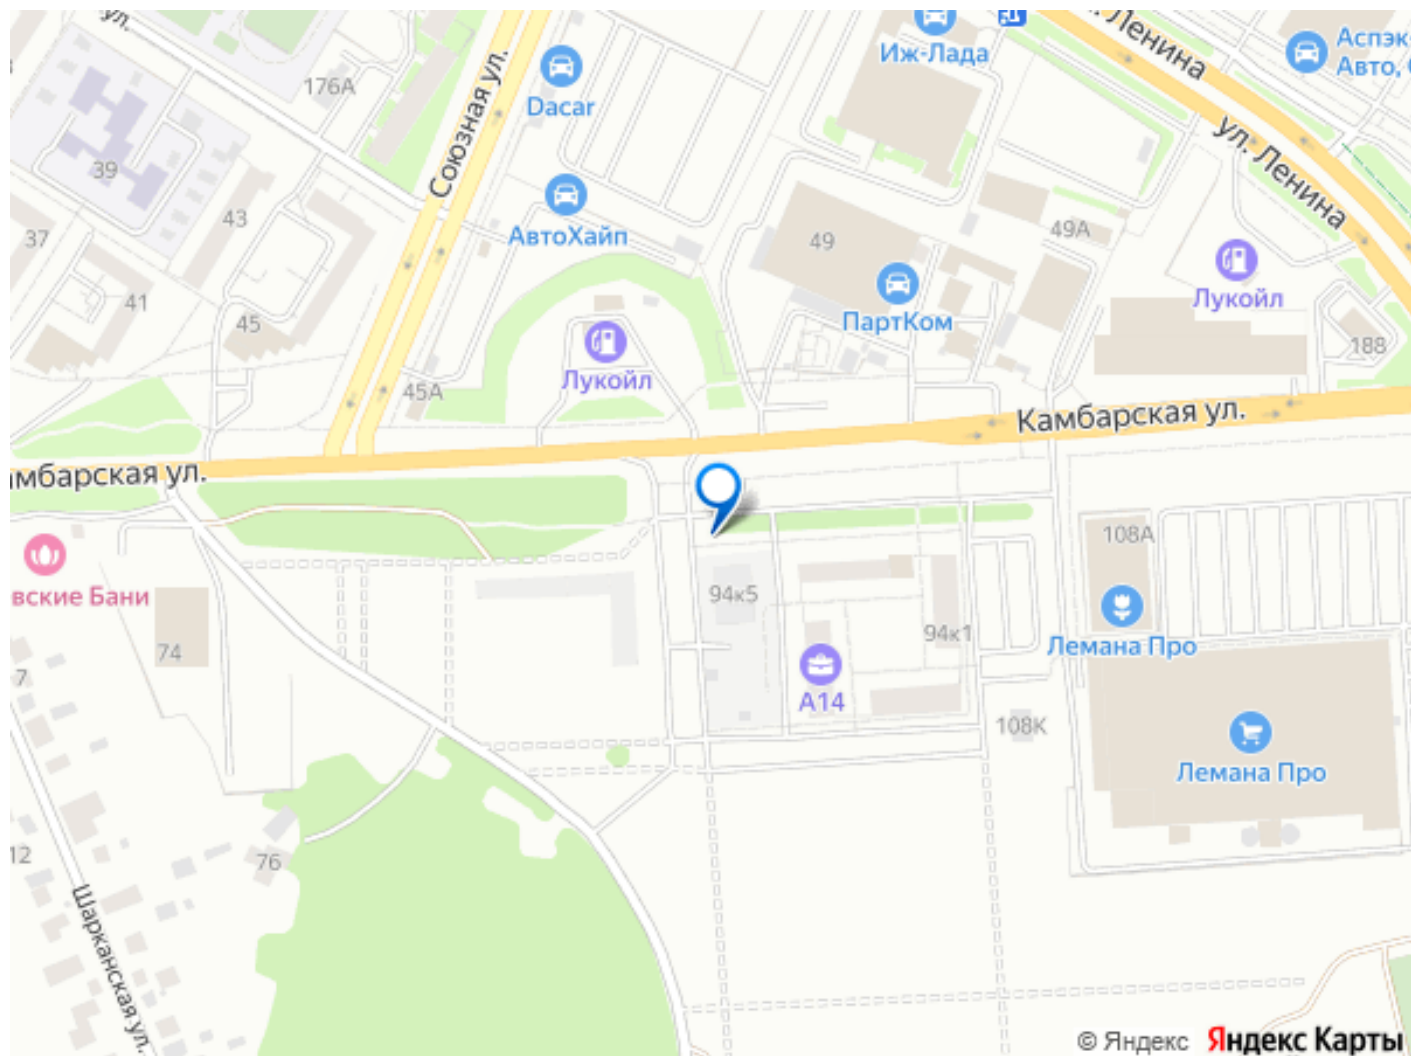 ул.
176А
39
43
37
41
45
45А
Союзная ул.
Dacar
АвтоХайп
Лукойл
Иж-Лада
49
49А
ПартКом
ул. Ленина
ул. Ленина
Аспэк-
Авто,
Лукойл
188
Камбарская ул.
амбарская ул.
вские Бани
74
7
12
76
Шарканская ул.
94к5
94к1
А14
108А
Лемана Про
108К
Лемана Про
© Яндекс Яндекс Карты